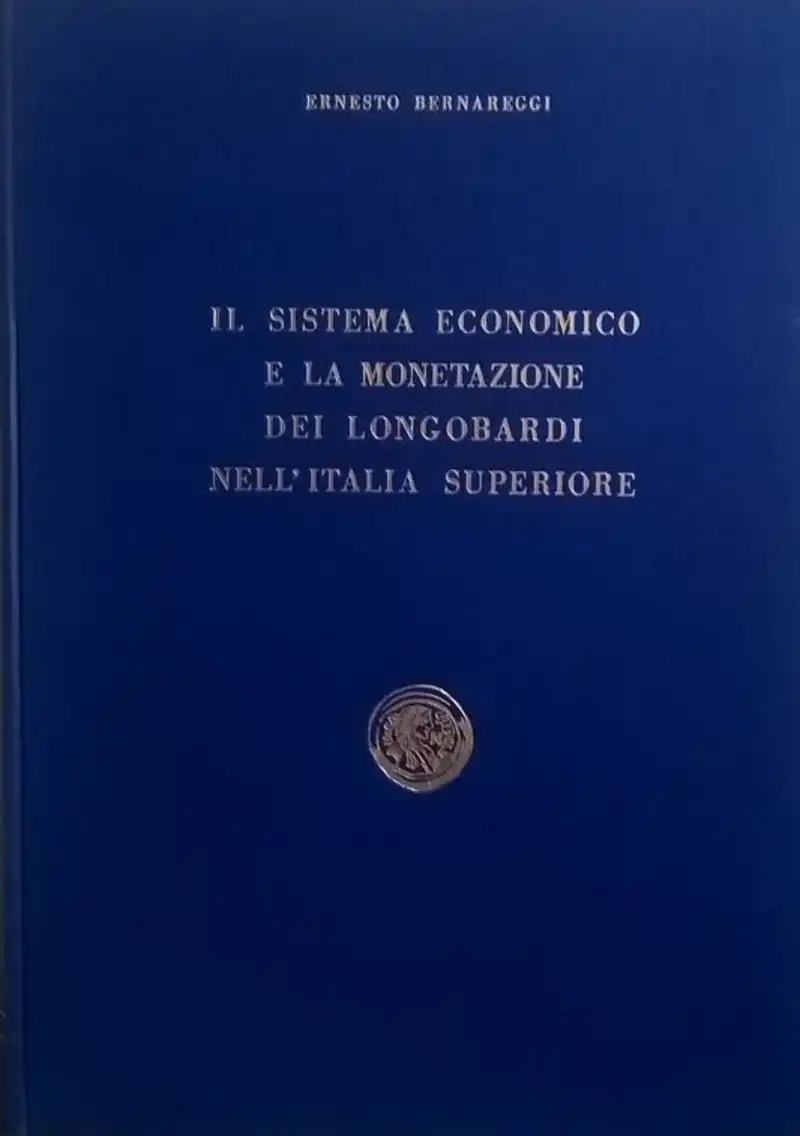 ERNESTO BERNAREGGI
IL SISTEMA ECONOMICO
E LA MONETAZIONE
DEI LONGOBARDI
NELL'ITALIA SUPERIORE